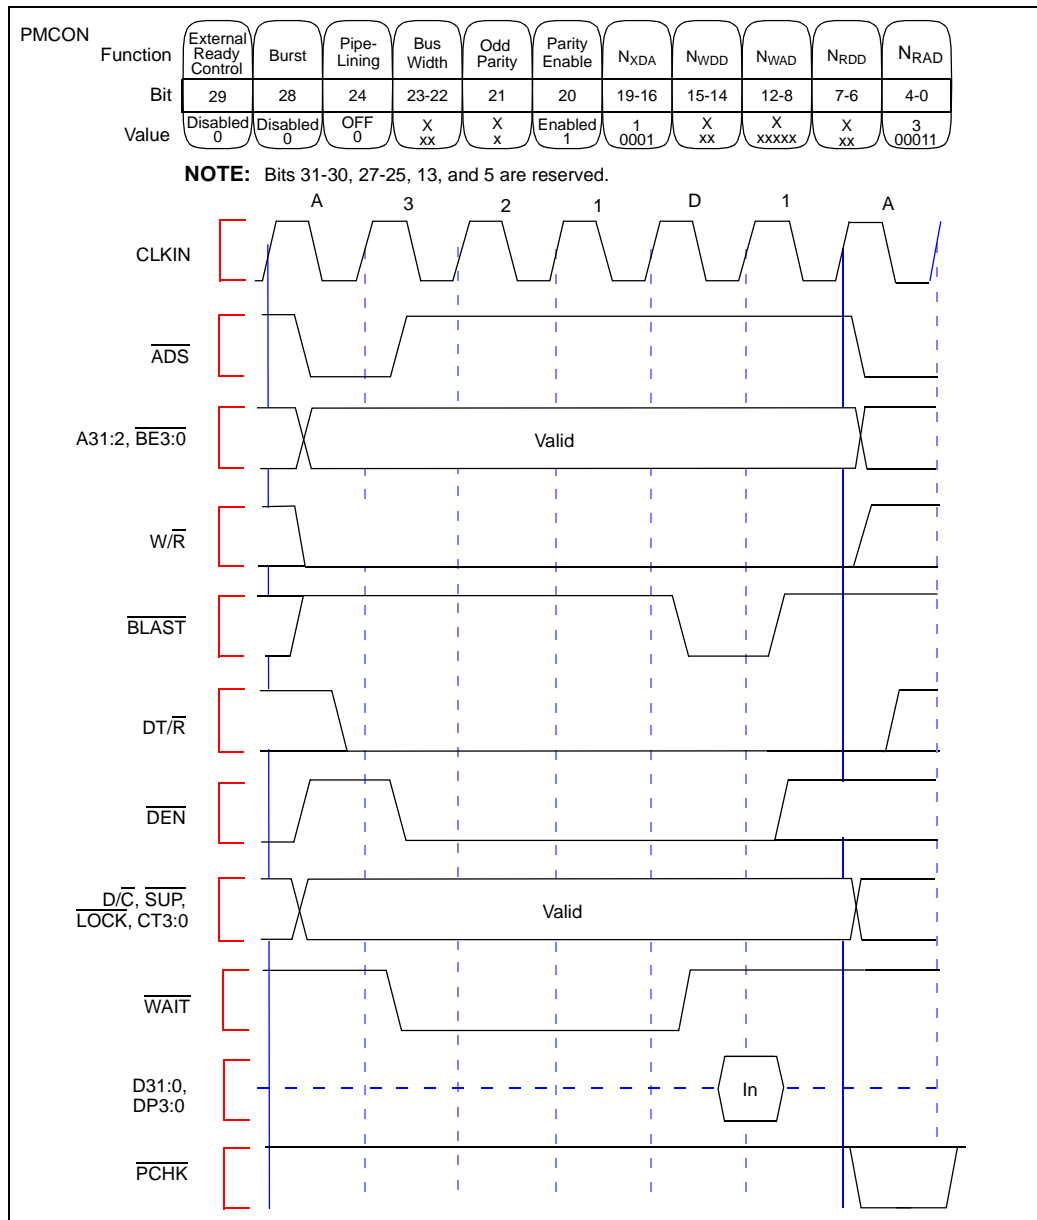 PMCON
Function External Ready Control Burst Pipe-Lining Bus Width Odd Parity Parity Enable NXDA NWDD NWAD NRDD NRAD
Bit 29 28 24 23-22 21 20 19-16 15-14 12-8 7-6 4-0
Value Disabled 0 Disabled 0 OFF 0 X xx X x Enabled 1 1 0001 X xx X xxxxx X xx 3 00011
NOTE: Bits 31-30, 27-25, 13, and 5 are reserved.
A 3 2 1 D 1 A
CLKIN
ADS
A31:2, BE3:0 Valid
W/R
BLAST
DT/R
DEN
D/C, SUP,
LOCK, CT3:0 Valid
WAIT
D31:0,
DP3:0 In
PCHK